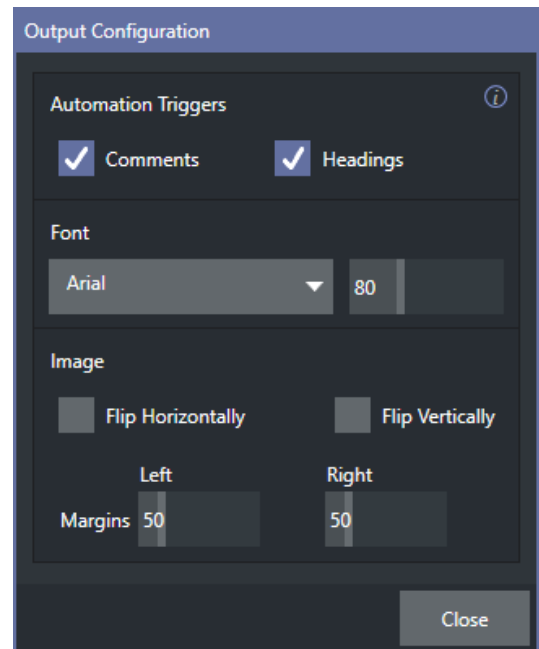 Output Configuration
Automation Triggers
Comments Headings
Font
Arial 80
Image
Flip Horizontally Flip Vertically
Left Right
Margins 50 50
Close